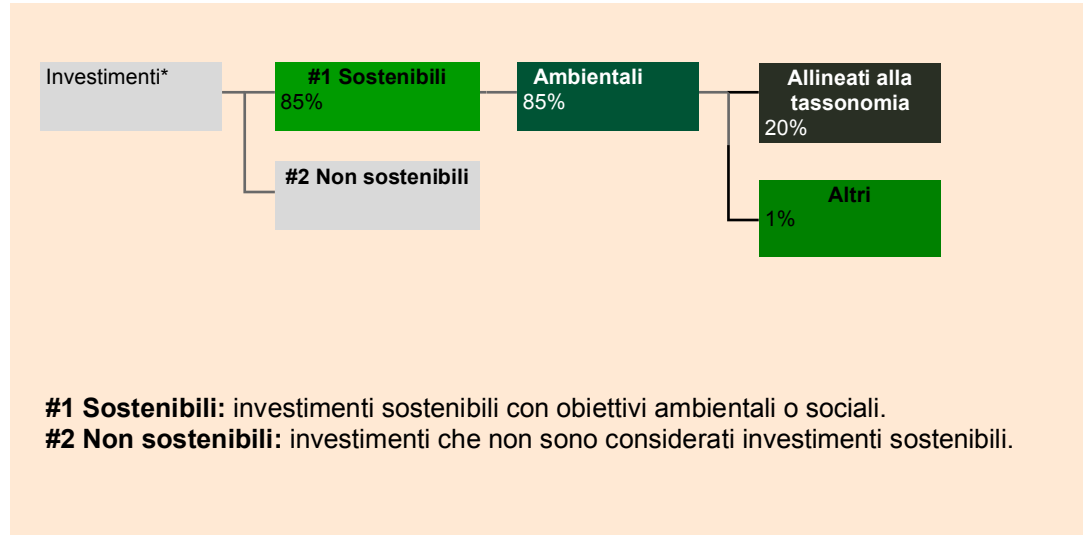 Investimenti*
#1 Sostenibili
85%
Ambientali
85%
Allineati alla
tassonomia
20%
#2 Non sostenibili
Altri
1%
#1 Sostenibili: investimenti sostenibili con obiettivi ambientali o sociali.
#2 Non sostenibili: investimenti che non sono considerati investimenti sostenibili.